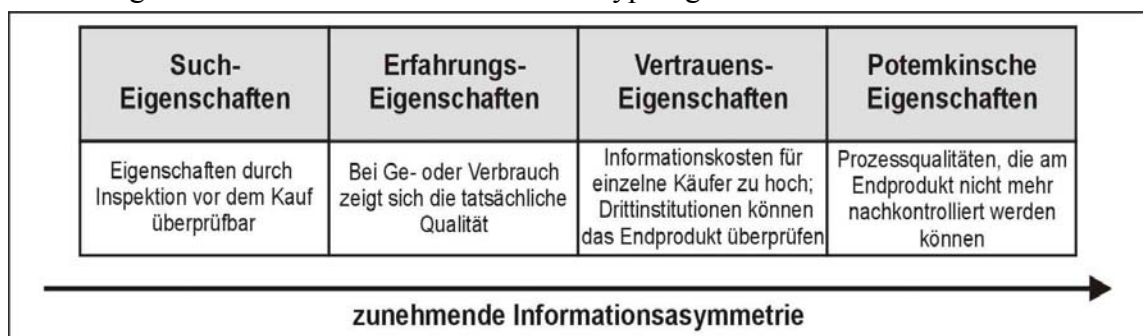 Such-
Eigenschaften
Erfahrungs-
Eigenschaften
Vertrauens-
Eigenschaften
Potemkinsche
Eigenschaften
Eigenschaften durch
Inspektion vor dem Kauf
überprüfbar
Bei Ge- oder Verbrauch
zeigt sich die tatsächliche
Qualität
Informationskosten für
einzelne Käufer zu hoch;
Drittinstitutionen können
das Endprodukt überprüfen
Prozessqualitäten, die am
Endprodukt nicht mehr
nachkontrolliert werden
können
zunehmende Informationsasymmetrie